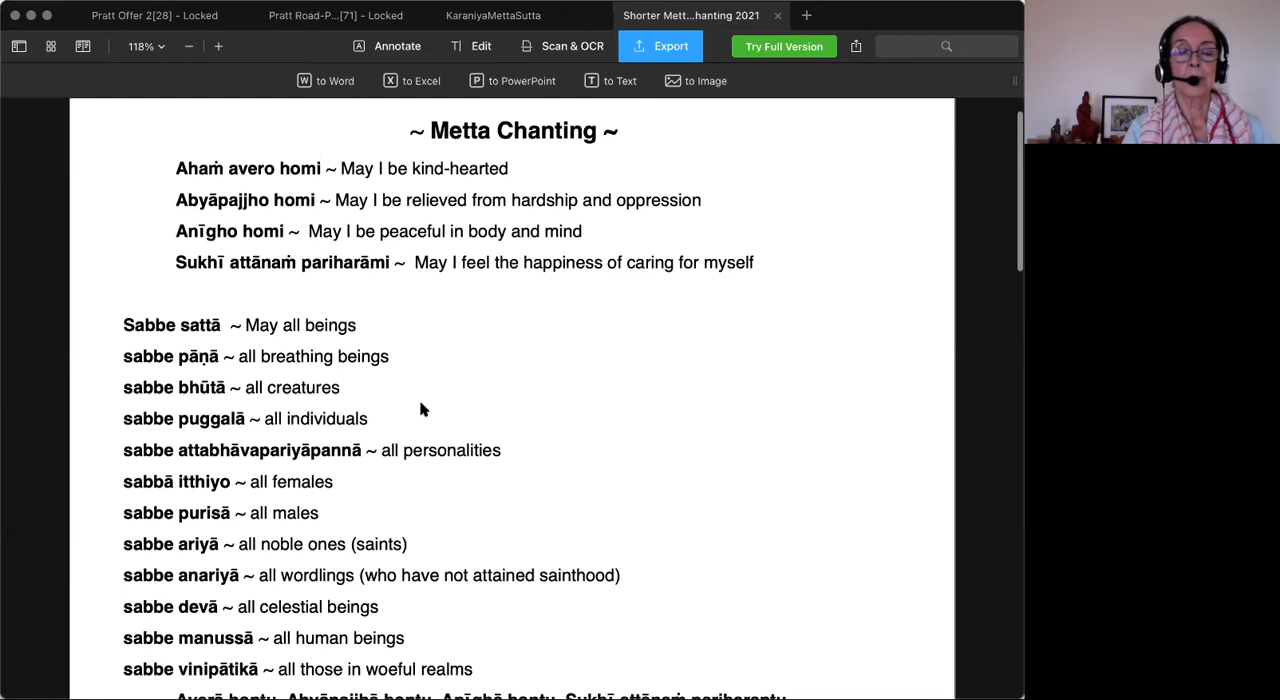 Pratt Offer 2[28] - Locked
Pratt Road-P...[71] - Locked
KaraniyaMettaSutta
Shorter Mett...hanting 2021
118%
Annotate
Edit
Scan & OCR
Export
Try Full Version
to Word
to Excel
to PowerPoint
to Text
to Image
~ Metta Chanting ~
Ahaṁ avero homi ~ May I be kind-hearted
Abyāpajjho homi ~ May I be relieved from hardship and oppression
Anīgho homi ~ May I be peaceful in body and mind
Sukhī attānaṁ pariharāmi ~ May I feel the happiness of caring for myself
Sabbe sattā ~ May all beings
sabbe pāṇā ~ all breathing beings
sabbe bhūtā ~ all creatures
sabbe puggalā ~ all individuals
sabbe attabhāvapariyāpannā ~ all personalities
sabbā itthiyo ~ all females
sabbe purisā ~ all males
sabbe ariyā ~ all noble ones (saints)
sabbe anariyā ~ all wordlings (who have not attained sainthood)
sabbe devā ~ all celestial beings
sabbe manussā ~ all human beings
sabbe vinipātikā ~ all those in woeful realms